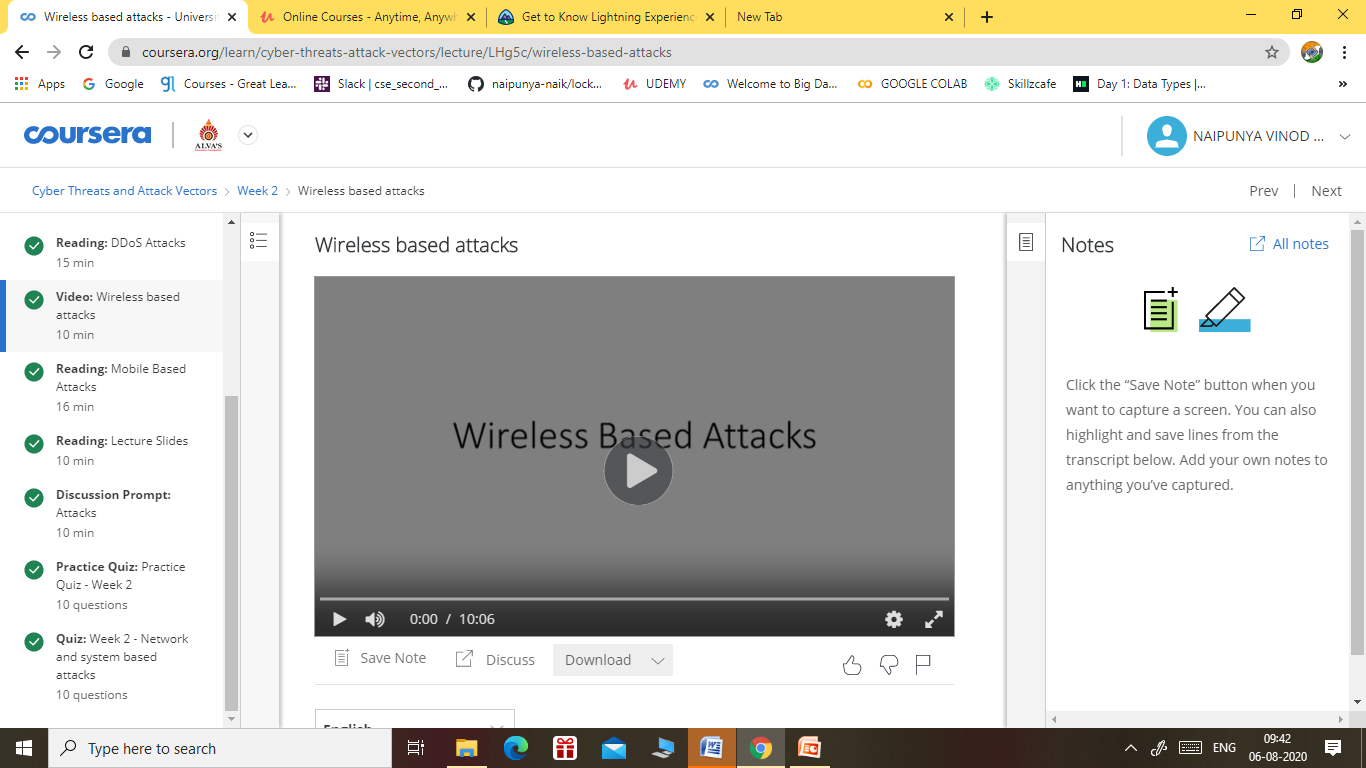 Wireless based attacks - Universi
Online Courses - Anytime, Anywh
Get to Know Lightning Experienc
New Tab
coursera.org/learn/cyber-threats-attack-vectors/lecture/LHg5c/wireless-based-attacks
Apps
Google
Courses - Great Lea...
Slack | cse_second_...
naipunya-naik/lock...
UDEMY
Welcome to Big Da...
GOOGLE COLAB
Skillzcafe
Day 1: Data Types |...
»
coursera
ALVA'S
NAIPUNYA VINOD ...
Cyber Threats and Attack Vectors > Week 2 > Wireless based attacks
Prev | Next
Reading: DDoS Attacks
15 min
Video: Wireless based
attacks
10 min
Reading: Mobile Based
Attacks
16 min
Reading: Lecture Slides
10 min
Discussion Prompt:
Attacks
10 min
Practice Quiz: Practice
Quiz - Week 2
10 questions
Quiz: Week 2 - Network
and system based
attacks
10 questions
Wireless based attacks
Wireless Based Attacks
0:00 / 10:06
Save Note
Discuss
Download
English
Notes
All notes
Click the “Save Note” button when you
want to capture a screen. You can also
highlight and save lines from the
transcript below. Add your own notes to
anything you’ve captured.
Type here to search
ENG
09:42
06-08-2020